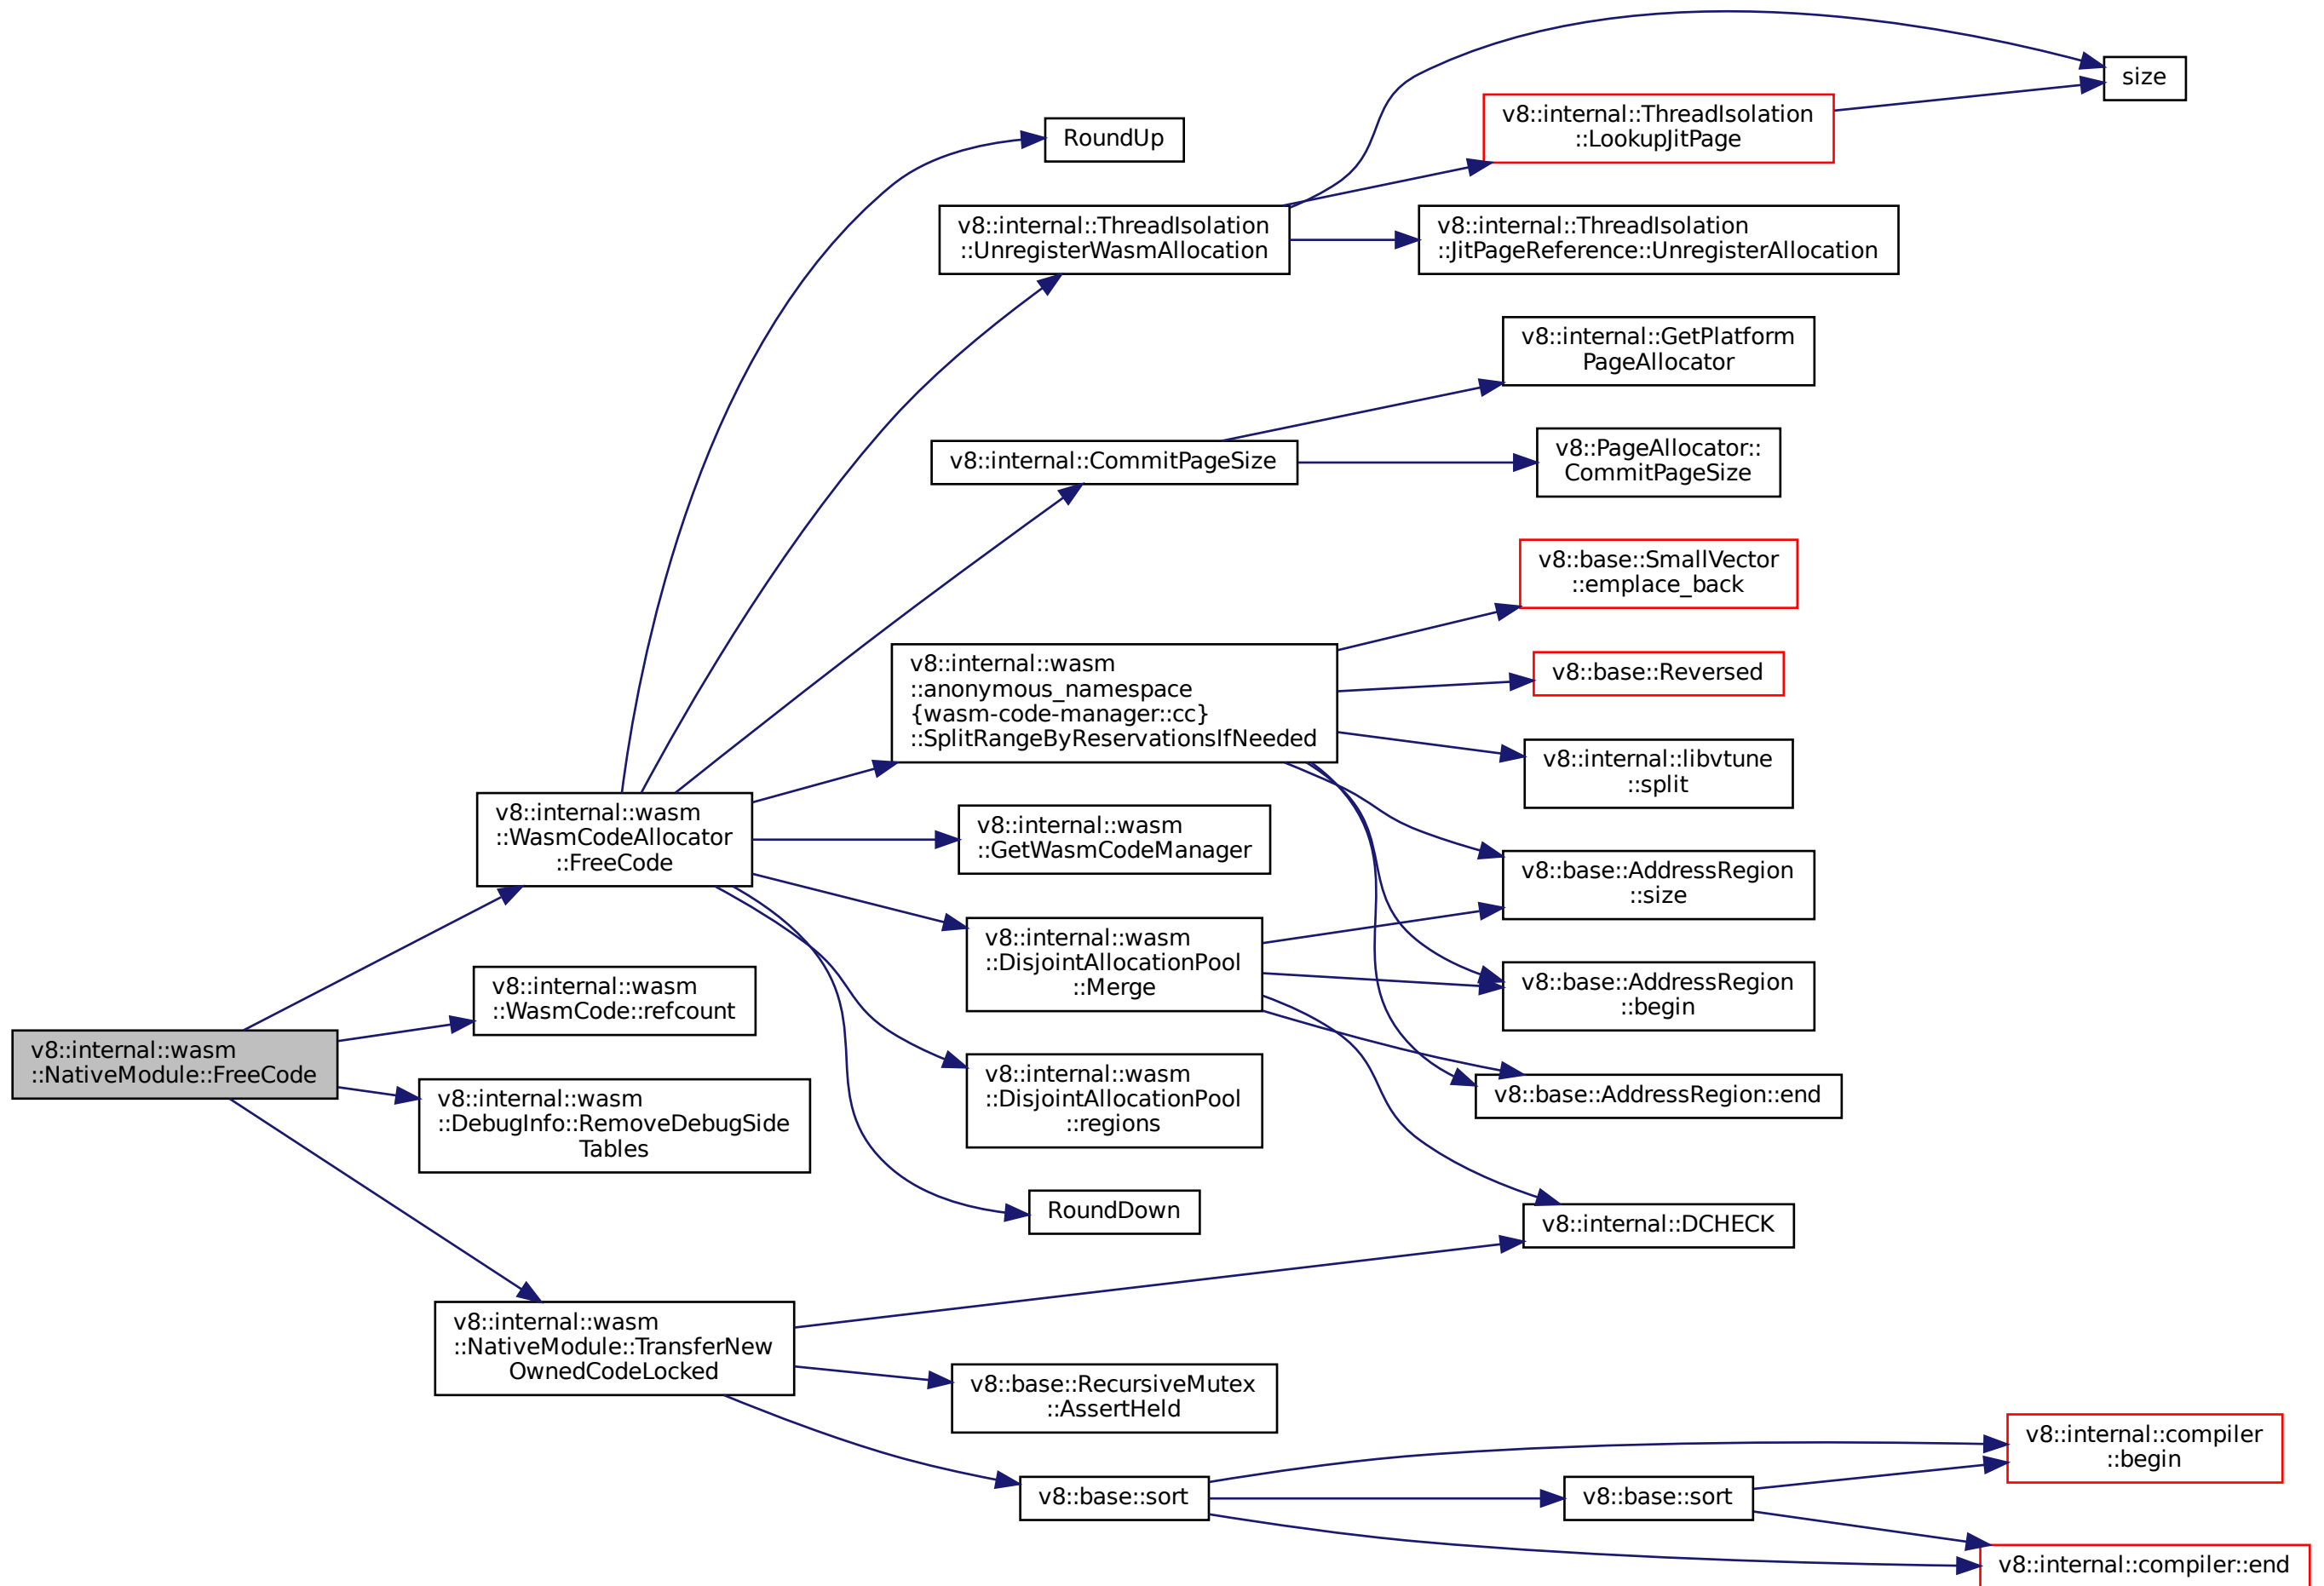 v8::internal::wasm
::NativeModule::FreeCode
v8::internal::wasm
::WasmCodeAllocator
::FreeCode
v8::internal::wasm
::WasmCode::refcount
v8::internal::wasm
::DebugInfo::RemoveDebugSide
Tables
v8::internal::wasm
::NativeModule::TransferNew
OwnedCodeLocked
RoundUp
v8::internal::ThreadIsolation
::UnregisterWasmAllocation
v8::internal::CommitPageSize
v8::internal::wasm
::anonymous_namespace
{wasm-code-manager::cc}
::SplitRangeByReservationsIfNeeded
v8::internal::wasm
::GetWasmCodeManager
v8::internal::wasm
::DisjointAllocationPool
::Merge
v8::internal::wasm
::DisjointAllocationPool
::regions
RoundDown
v8::base::RecursiveMutex
::AssertHeld
v8::base::sort
v8::internal::ThreadIsolation
::LookupJitPage
v8::internal::ThreadIsolation
::JitPageReference::UnregisterAllocation
v8::internal::GetPlatform
PageAllocator
v8::PageAllocator::
CommitPageSize
v8::base::SmallVector
::emplace_back
v8::base::Reversed
v8::internal::libvtune
::split
v8::base::AddressRegion
::size
v8::base::AddressRegion
::begin
v8::base::AddressRegion::end
v8::internal::DCHECK
v8::base::sort
size
v8::internal::compiler
::begin
v8::internal::compiler::end